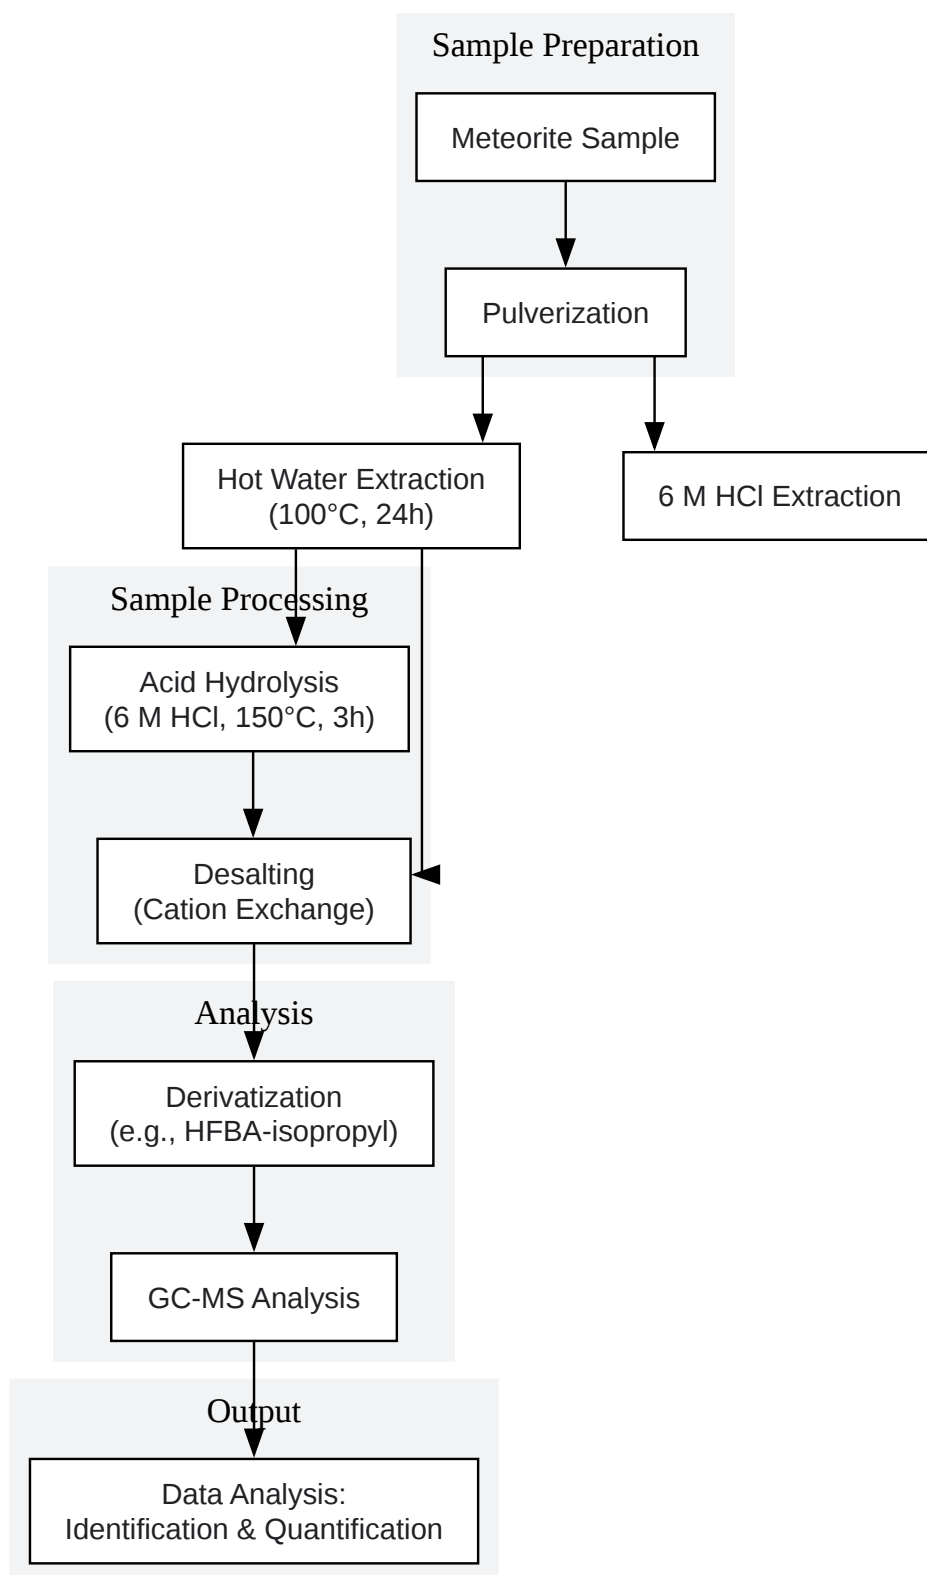 Sample Preparation
Meteorite Sample
Pulverization
Hot Water Extraction
(100°C, 24h)
6 M HCl Extraction
Sample Processing
Acid Hydrolysis
(6 M HCl, 150°C, 3h)
Desalting
(Cation Exchange)
Analysis
Derivatization
(e.g., HFBA-isopropyl)
GC-MS Analysis
Output
Data Analysis:
Identification & Quantification